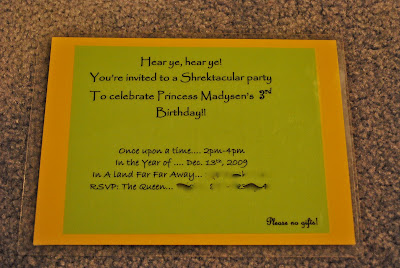 Hear ye, hear ye!
You're invited to a Shrektacular party
To celebrate Princess Madysen's 3rd
Birthday!!
Once upon a time.... 2pm-4pm
In the Year of .... Dec. 13th, 2009
In A land Far Far Away...
RSVP: The Queen...
Please no gifts!